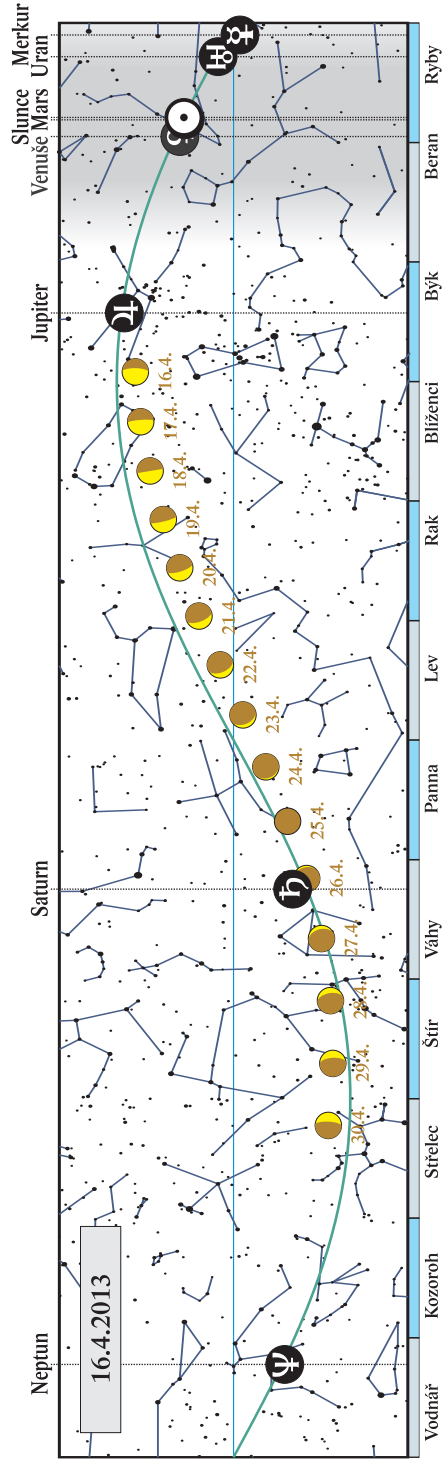 Neptun
Saturn
Jupiter
Venuše
Slunce
Mars
Uran
Merkur
16.4.2013
16.4.
17.4.
18.4.
19.4.
20.4.
21.4.
22.4.
23.4.
24.4.
25.4.
26.4.
27.4.
28.4.
29.4.
30.4.
Vodnář
Kozoroh
Střelec
Štír
Váhy
Panna
Lev
Rak
Blíženci
Býk
Beran
Ryby